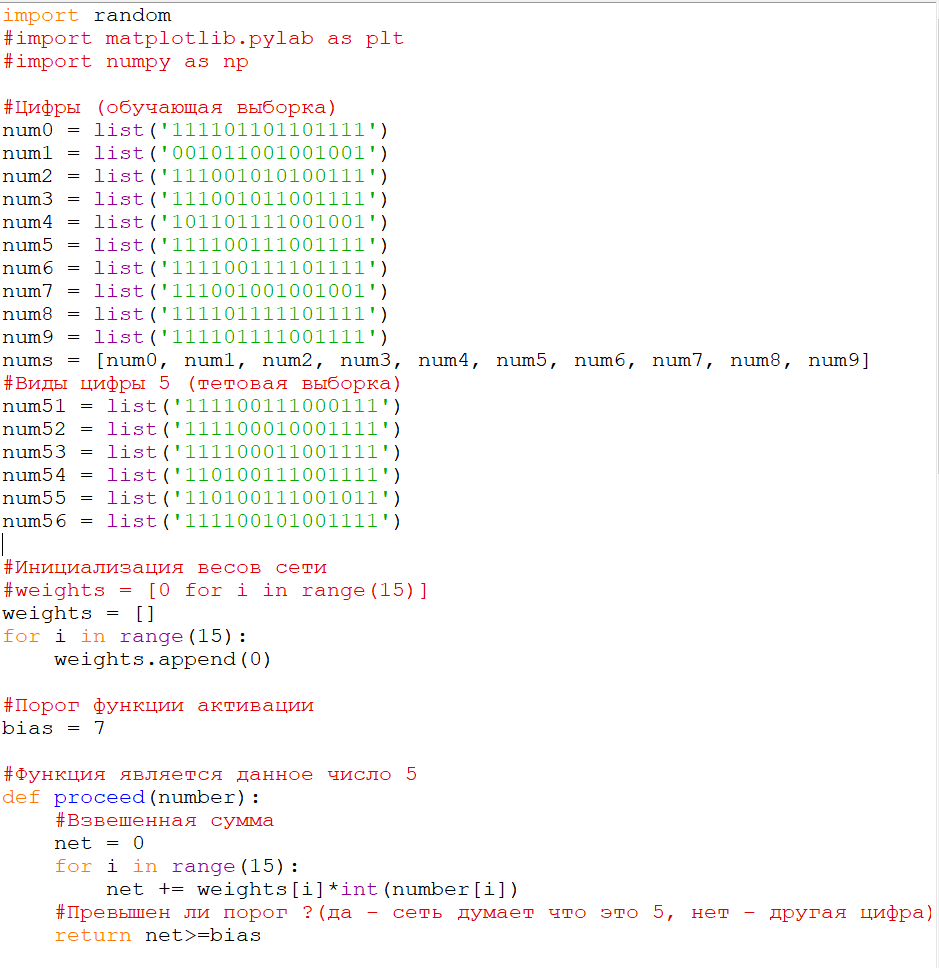 import random
#import matplotlib.pylab as plt
#import numpy as np
#Цифры (обучающая выборка)
num0 = list('111101101101111')
num1 = list('001011001001001')
num2 = list('111001010100111')
num3 = list('111001011001111')
num4 = list('101101111001001')
num5 = list('111100111001111')
num6 = list('111100111101111')
num7 = list('111001001001001')
num8 = list('111101111101111')
num9 = list('111101111001111')
nums = [num0, num1, num2, num3, num4, num5, num6, num7, num8, num9]
#Виды цифры 5 (тетовая выборка)
num51 = list('111100111000111')
num52 = list('111100010001111')
num53 = list('111100011001111')
num54 = list('110100111001111')
num55 = list('110100111001011')
num56 = list('111100101001111')
#Инициализация весов сети
#weights = [0 for i in range(15)]
weights = []
for i in range(15):
    weights.append(0)
#Порог функции активации
bias = 7
#Функция является данное число 5
def proceed(number):
    #Взвешенная сумма
    net = 0
    for i in range(15):
        net += weights[i]*int(number[i])
    #Превышен ли порог ?(да - сеть думает что это 5, нет - другая цифра)
    return net>=bias